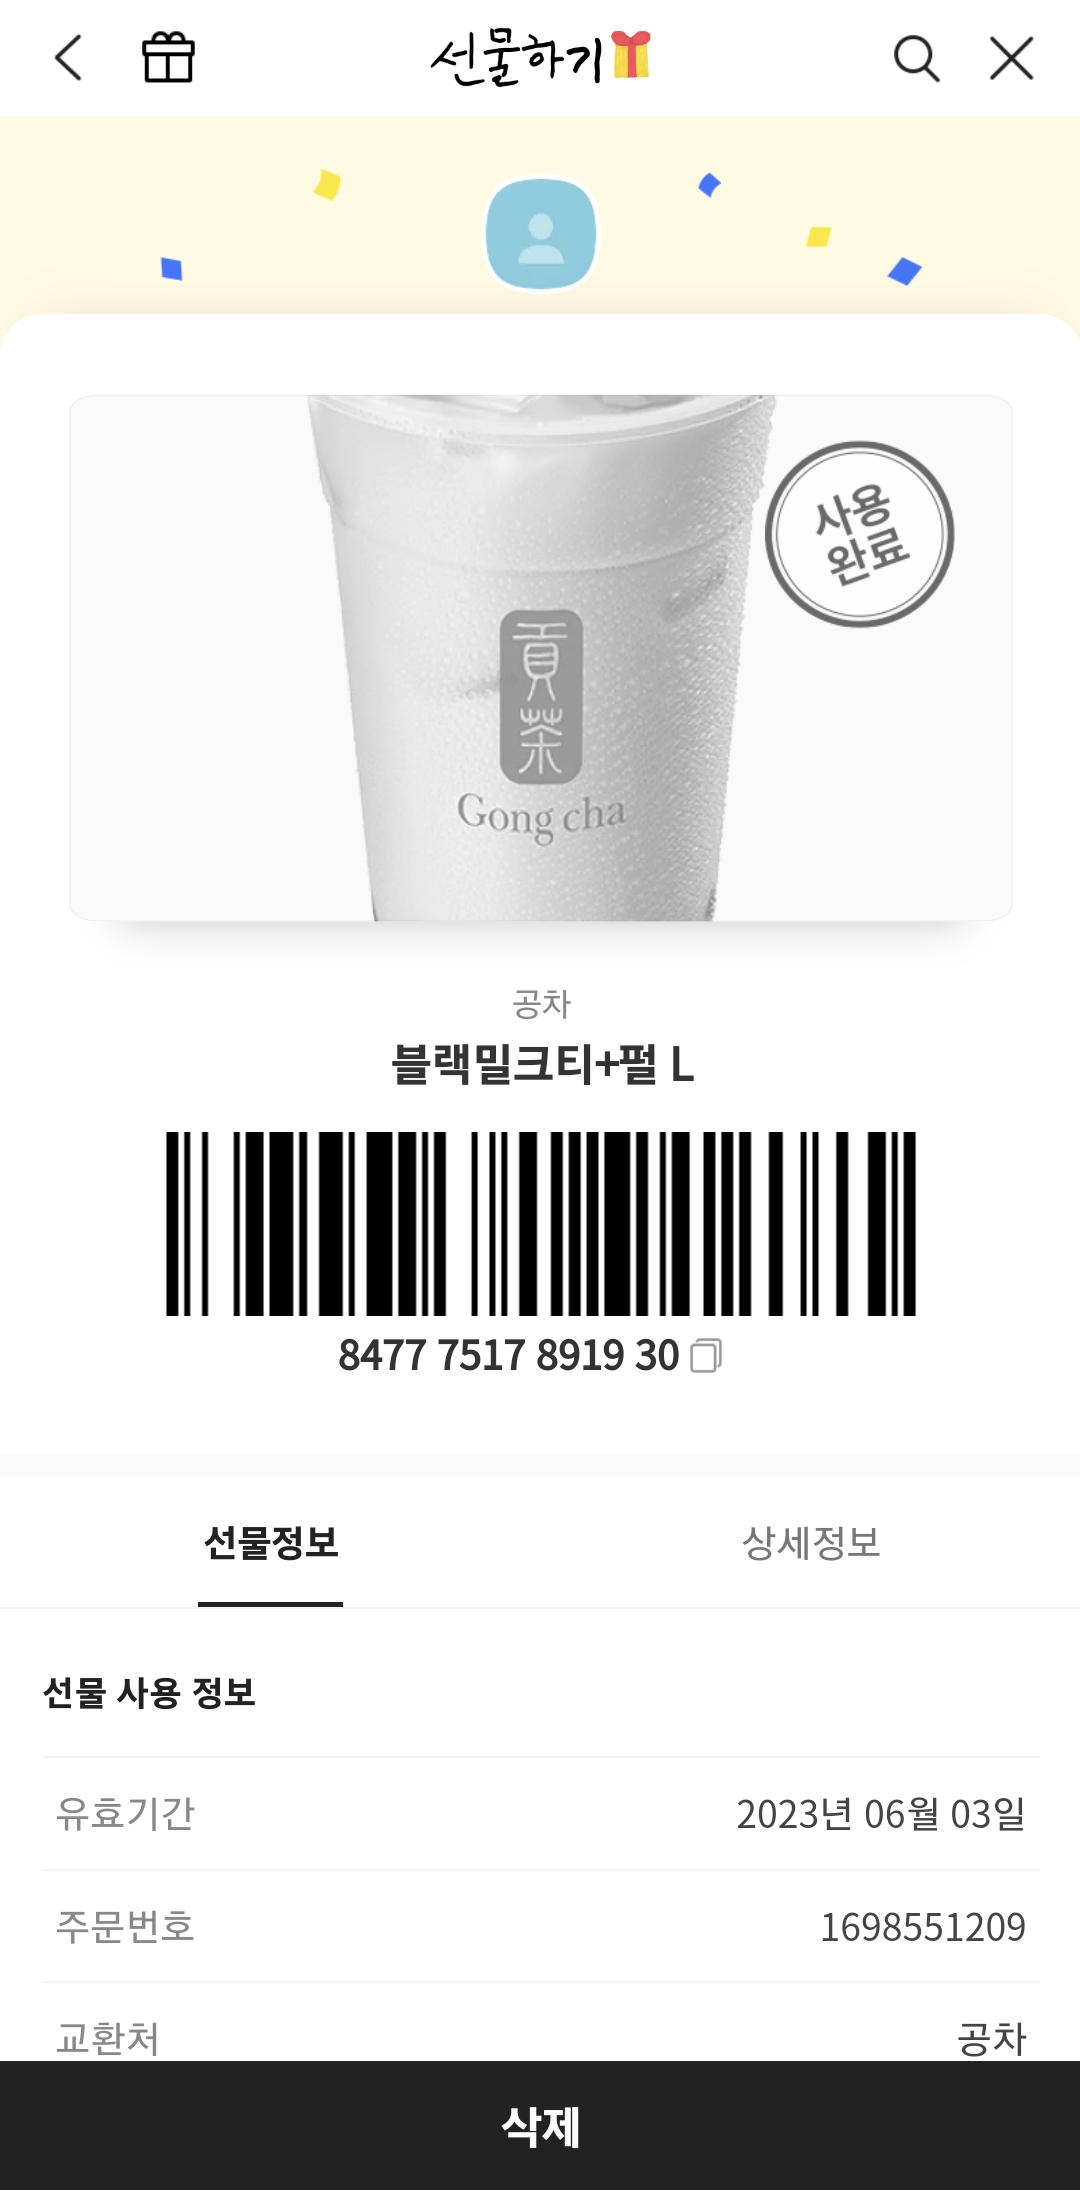 선물하기
사용
완료
貢
茶
Gong cha
공차
블랙밀크티+펄 L
8477 7517 8919 30
선물정보
상세정보
선물 사용 정보
유효기간 2023년 06월 03일
주문번호 1698551209
교환처 공차
삭제